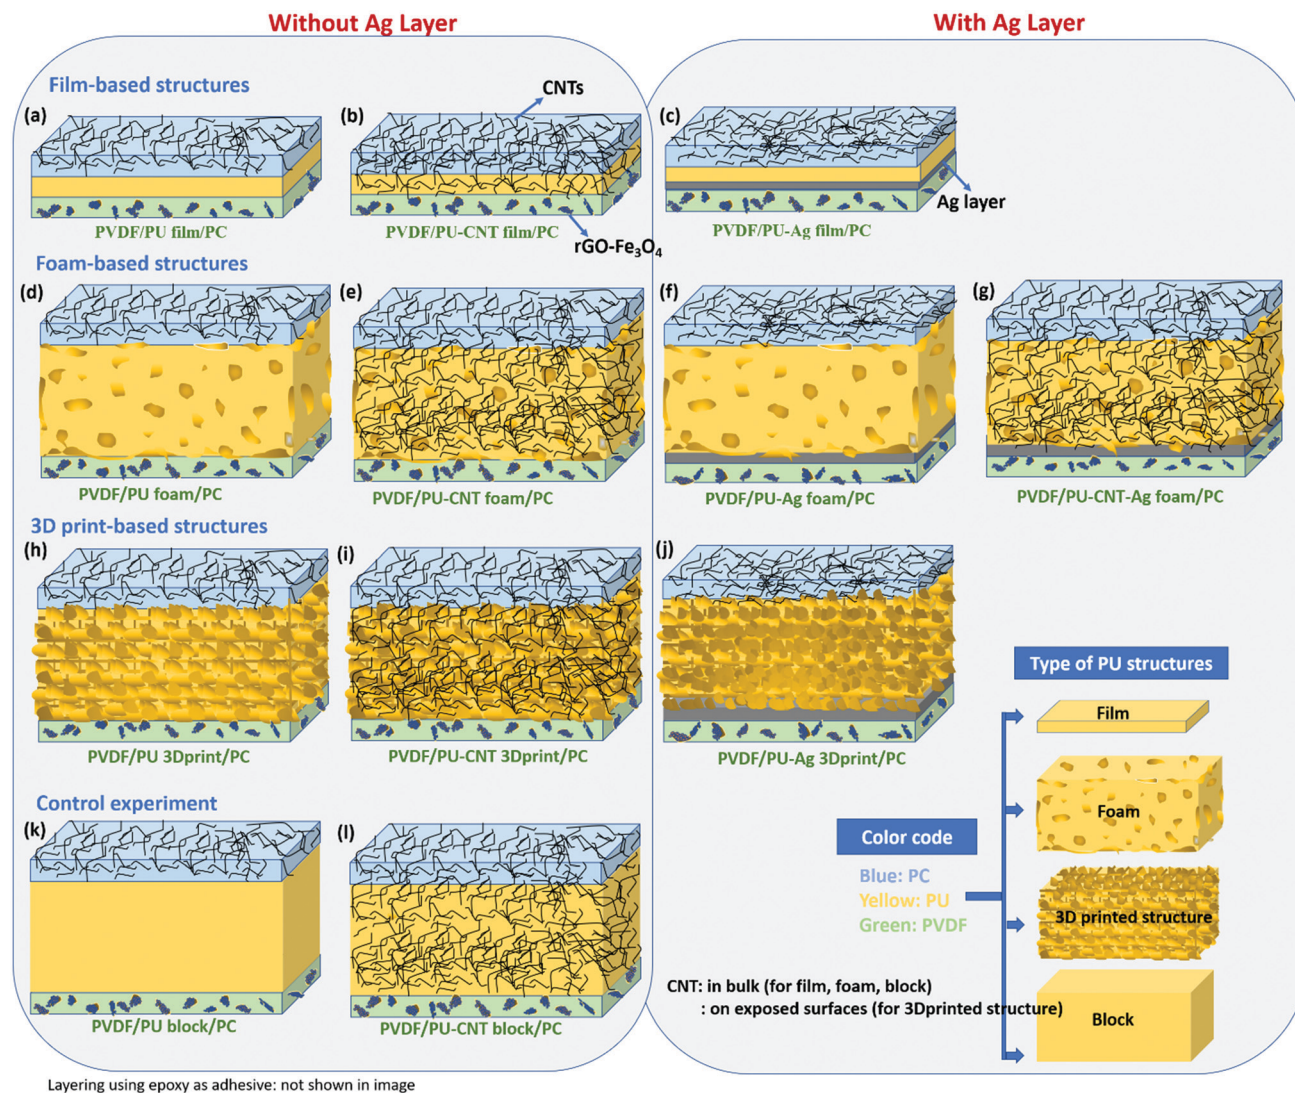 Without Ag Layer
With Ag Layer
Film-based structures
(a)
(b)
CNTs
(c)
Ag layer
PVDF/PU film/PC
PVDF/PU-CNT film/PC
PVDF/PU-Ag film/PC
rGO-Fe₃O₄
Foam-based structures
(d)
(e)
(f)
(g)
PVDF/PU foam/PC
PVDF/PU-CNT foam/PC
PVDF/PU-Ag foam/PC
PVDF/PU-CNT-Ag foam/PC
3D print-based structures
(h)
(i)
(j)
PVDF/PU 3Dprint/PC
PVDF/PU-CNT 3Dprint/PC
PVDF/PU-Ag 3Dprint/PC
Control experiment
(k)
(l)
PVDF/PU block/PC
PVDF/PU-CNT block/PC
Type of PU structures
Film
Foam
3D printed structure
Block
Color code
Blue: PC
Yellow: PU
Green: PVDF
CNT: in bulk (for film, foam, block)
: on exposed surfaces (for 3Dprinted structure)
Layering using epoxy as adhesive: not shown in image